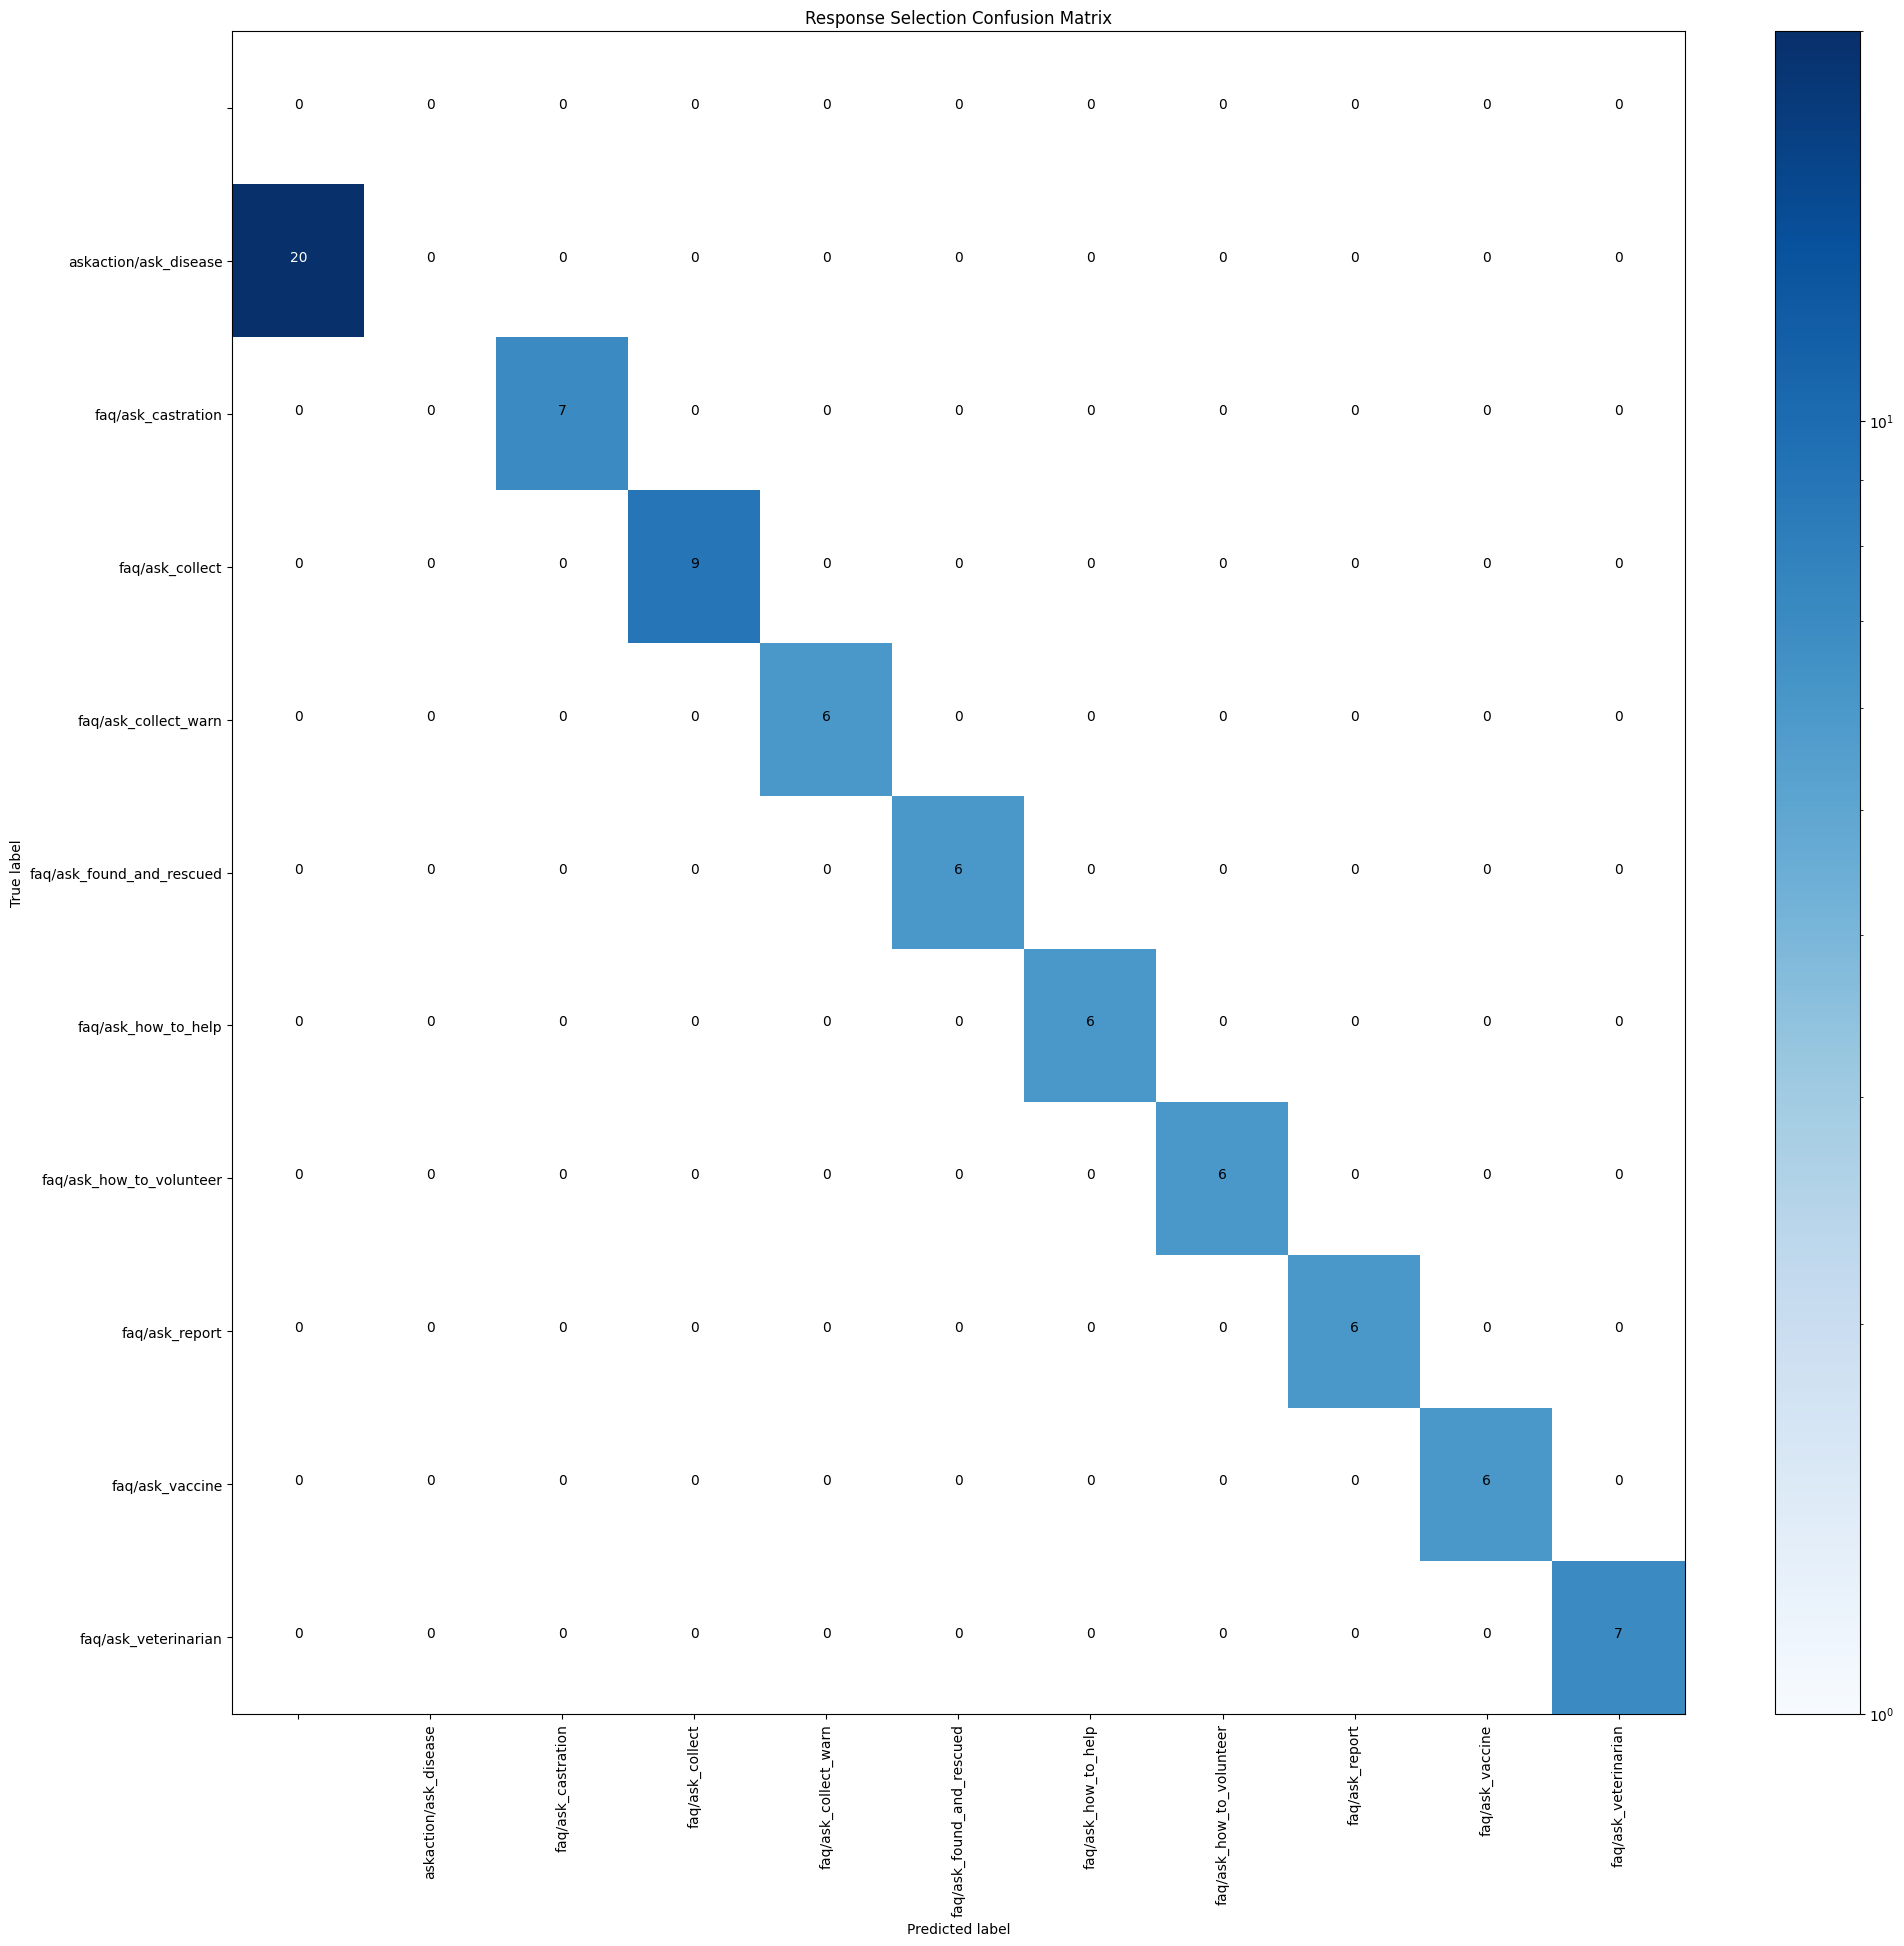 Response Selection Confusion Matrix
0 0 0 0 0 0 0 0 0 0 0
askaction/ask_disease 20 0 0 0 0 0 0 0 0 0 0
faq/ask_castration 0 0 7 0 0 0 0 0 0 0 0
faq/ask_collect 0 0 0 9 0 0 0 0 0 0 0
faq/ask_collect_warn 0 0 0 0 6 0 0 0 0 0 0
faq/ask_found_and_rescued 0 0 0 0 0 6 0 0 0 0 0
faq/ask_how_to_help 0 0 0 0 0 0 6 0 0 0 0
faq/ask_how_to_volunteer 0 0 0 0 0 0 0 6 0 0 0
faq/ask_report 0 0 0 0 0 0 0 0 6 0 0
faq/ask_vaccine 0 0 0 0 0 0 0 0 0 6 0
faq/ask_veterinarian 0 0 0 0 0 0 0 0 0 0 7
True label
askaction/ask_disease
faq/ask_castration
faq/ask_collect
faq/ask_collect_warn
faq/ask_found_and_rescued
faq/ask_how_to_help
faq/ask_how_to_volunteer
faq/ask_report
faq/ask_vaccine
faq/ask_veterinarian
Predicted label
10¹
10⁰